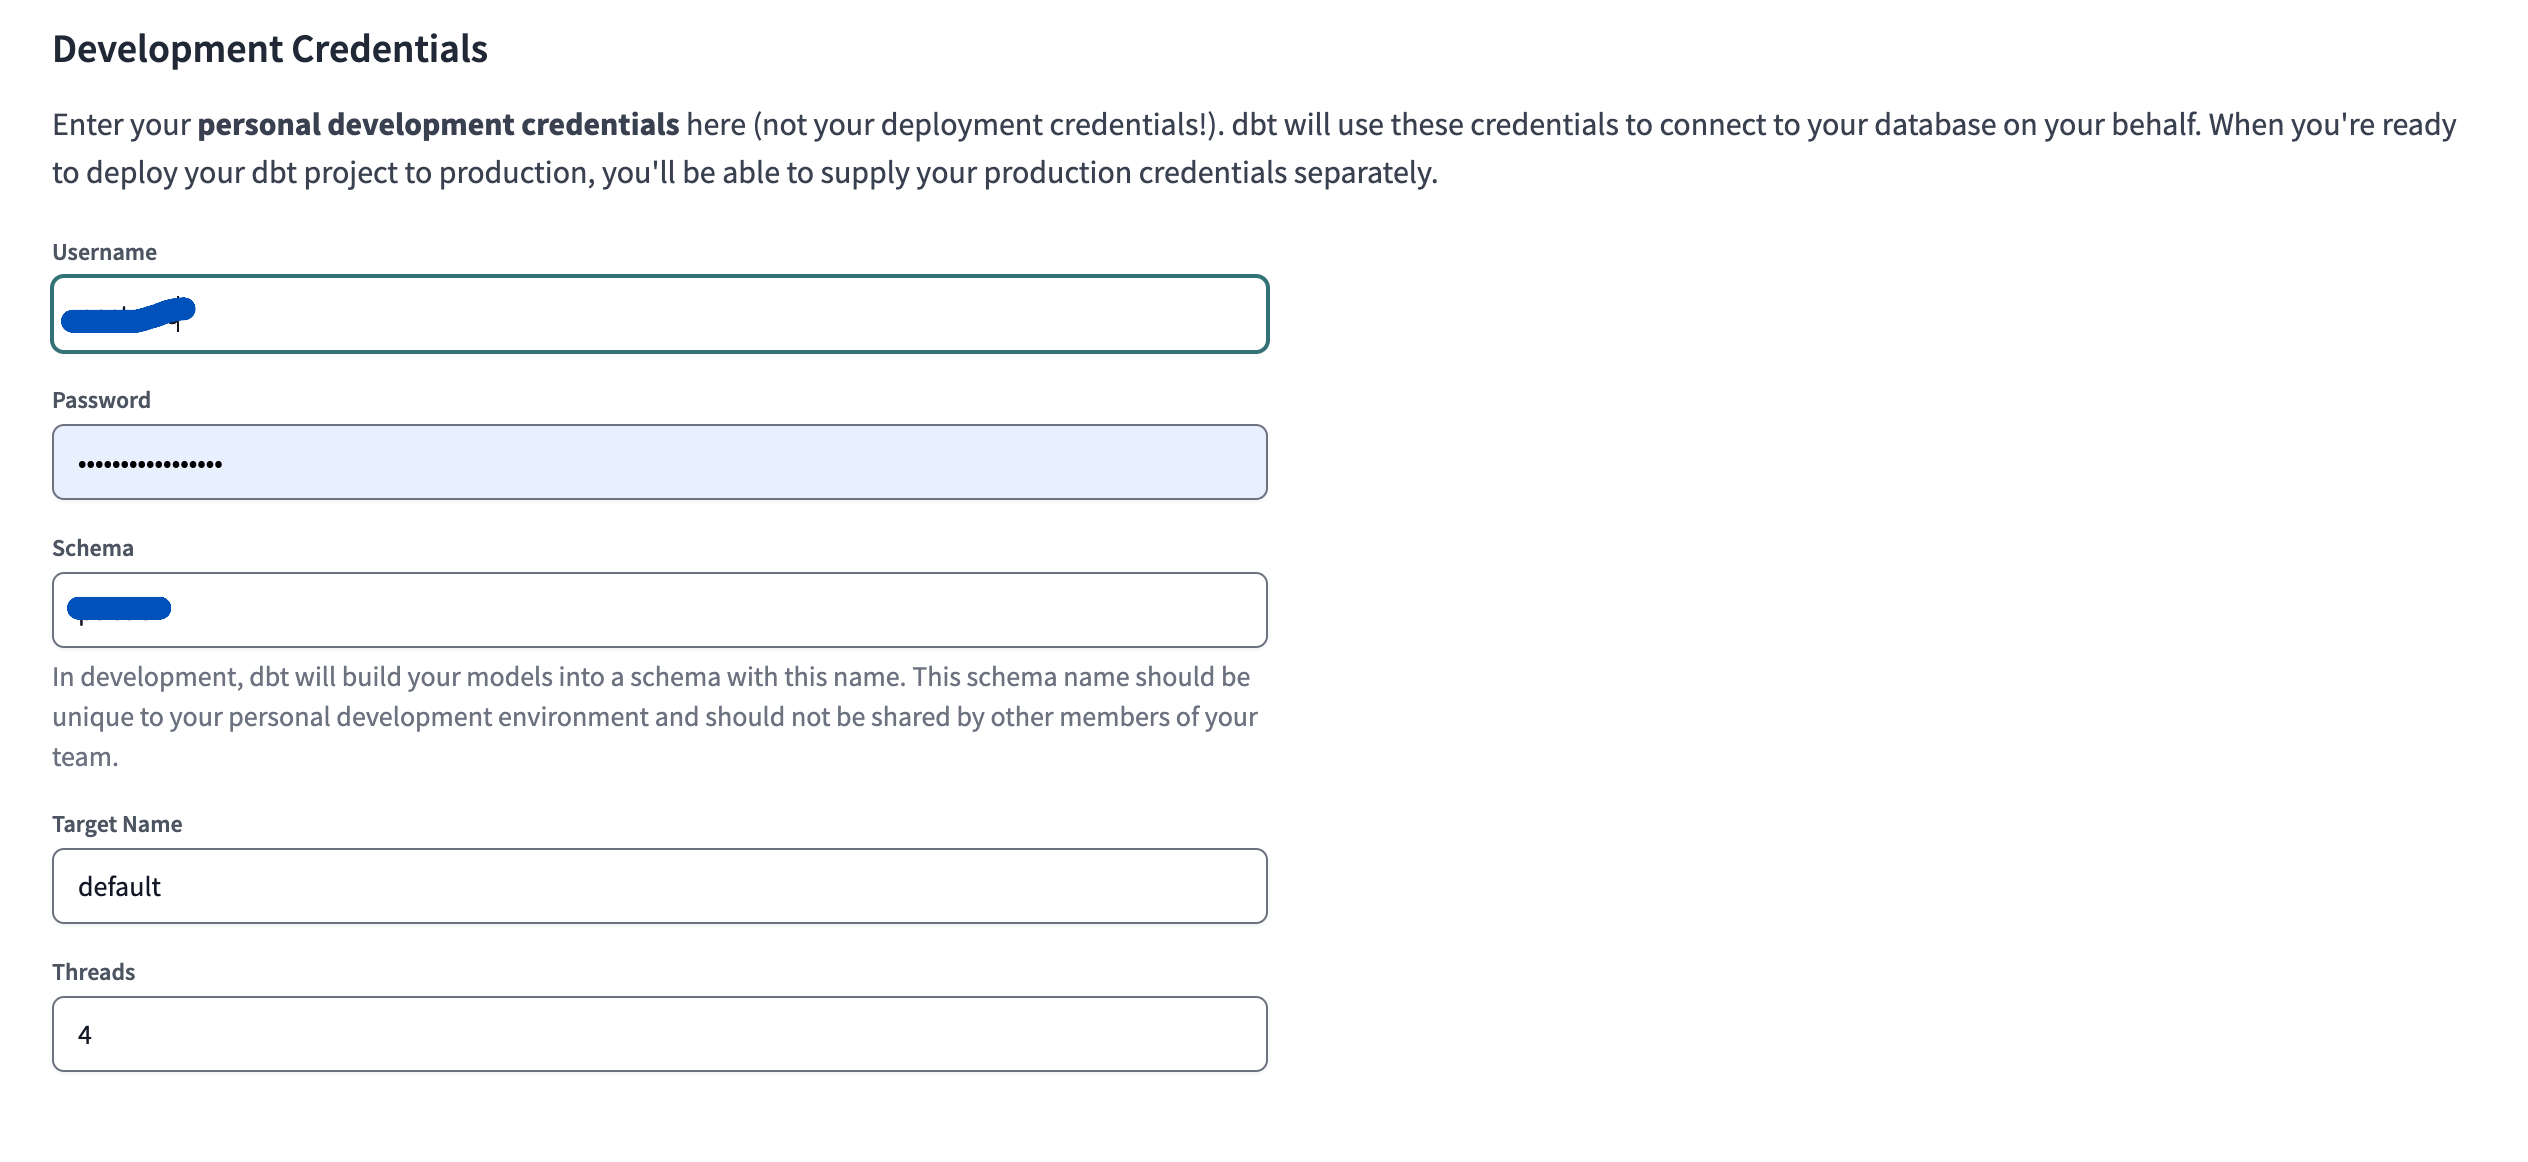 Development Credentials
Enter your personal development credentials here (not your deployment credentials!). dbt will use these credentials to connect to your database on your behalf. When you're ready
to deploy your dbt project to production, you'll be able to supply your production credentials separately.
Username
Password
•••••••••••••••••
Schema
In development, dbt will build your models into a schema with this name. This schema name should be
unique to your personal development environment and should not be shared by other members of your
team.
Target Name
default
Threads
4